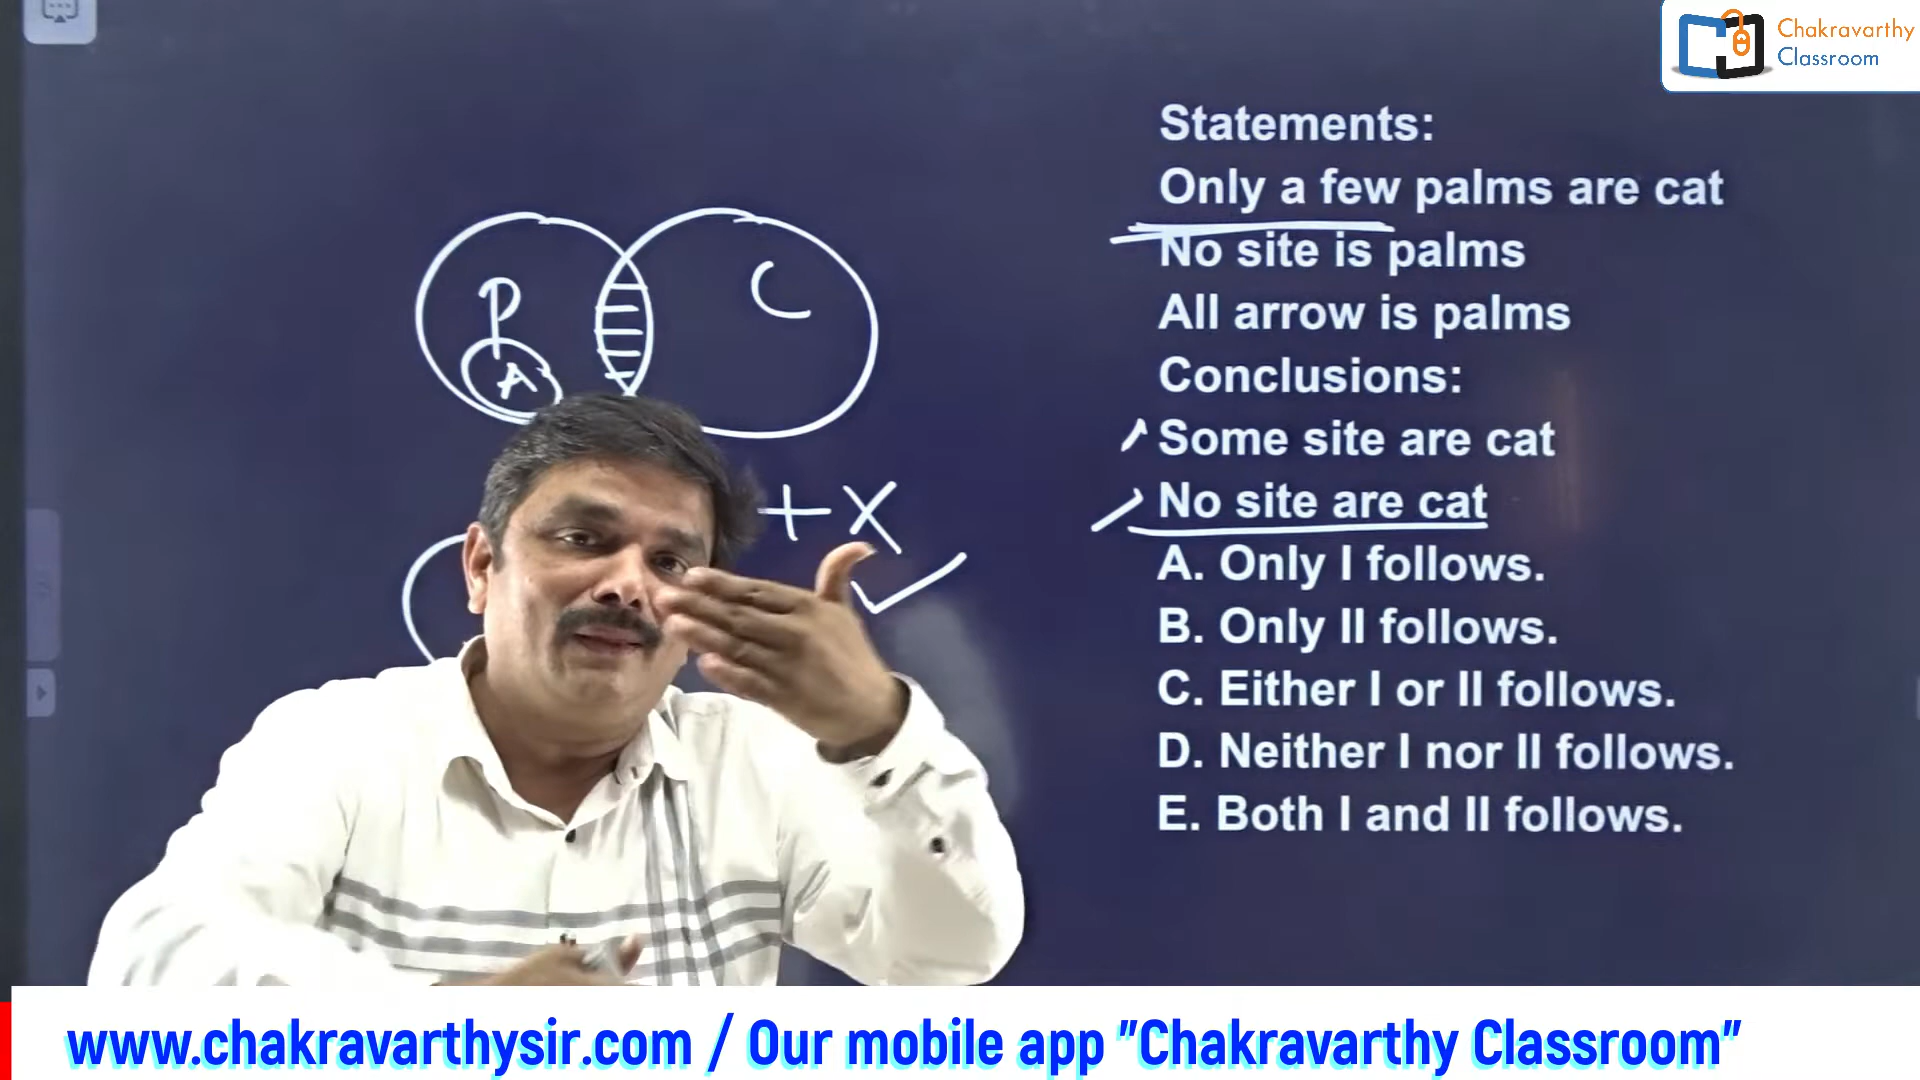 Chakravarthy
Classroom
Statements:
Only a few palms are cat
No site is palms
All arrow is palms
Conclusions:
Some site are cat
No site are cat
A. Only I follows.
B. Only II follows.
C. Either I or II follows.
D. Neither I nor II follows.
E. Both I and II follows.
P
C
A
+ X
www.chakravarthysir.com / Our mobile app "Chakravarthy Classroom"